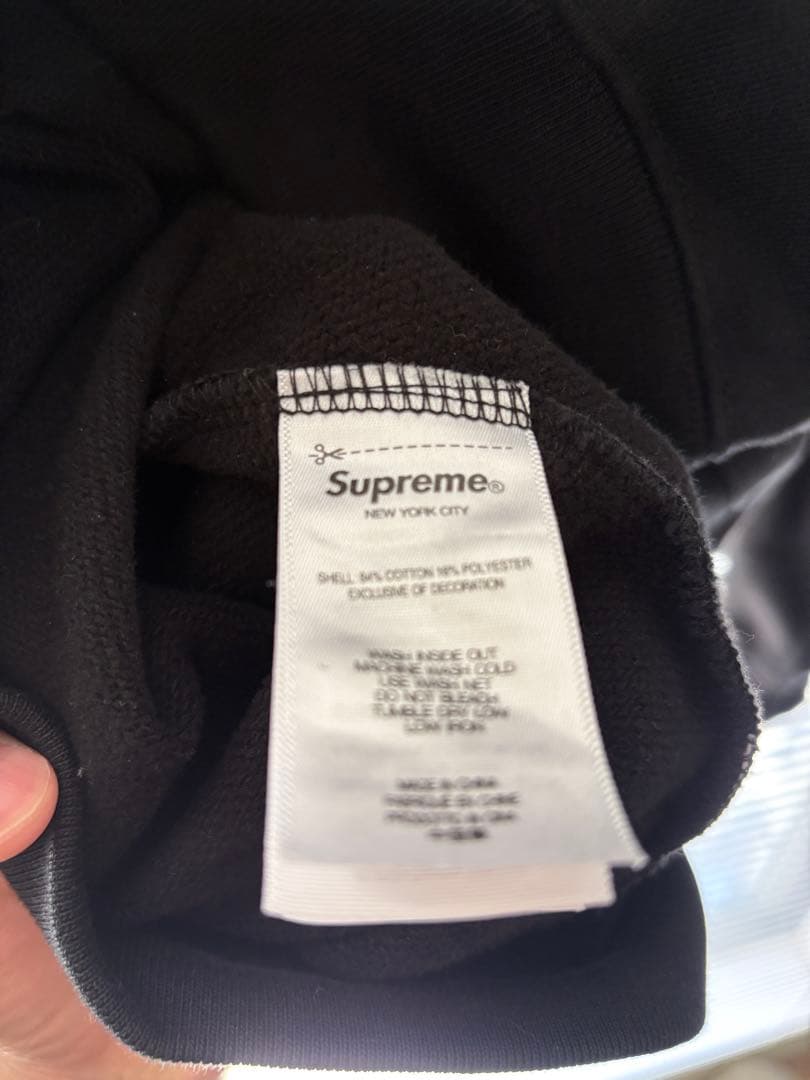 Supreme®
NEW YORK CITY
SHELL 84% COTTON 16% POLYESTER
EXCLUSIVE OF DECORATION
WASH INSIDE OUT
MACHINE WASH COLD
USE WASH NET
DO NOT BLEACH
TUMBLE DRY LOW
LOW IRON
MADE IN CHINA
FABRIQUÉ EN CHINE